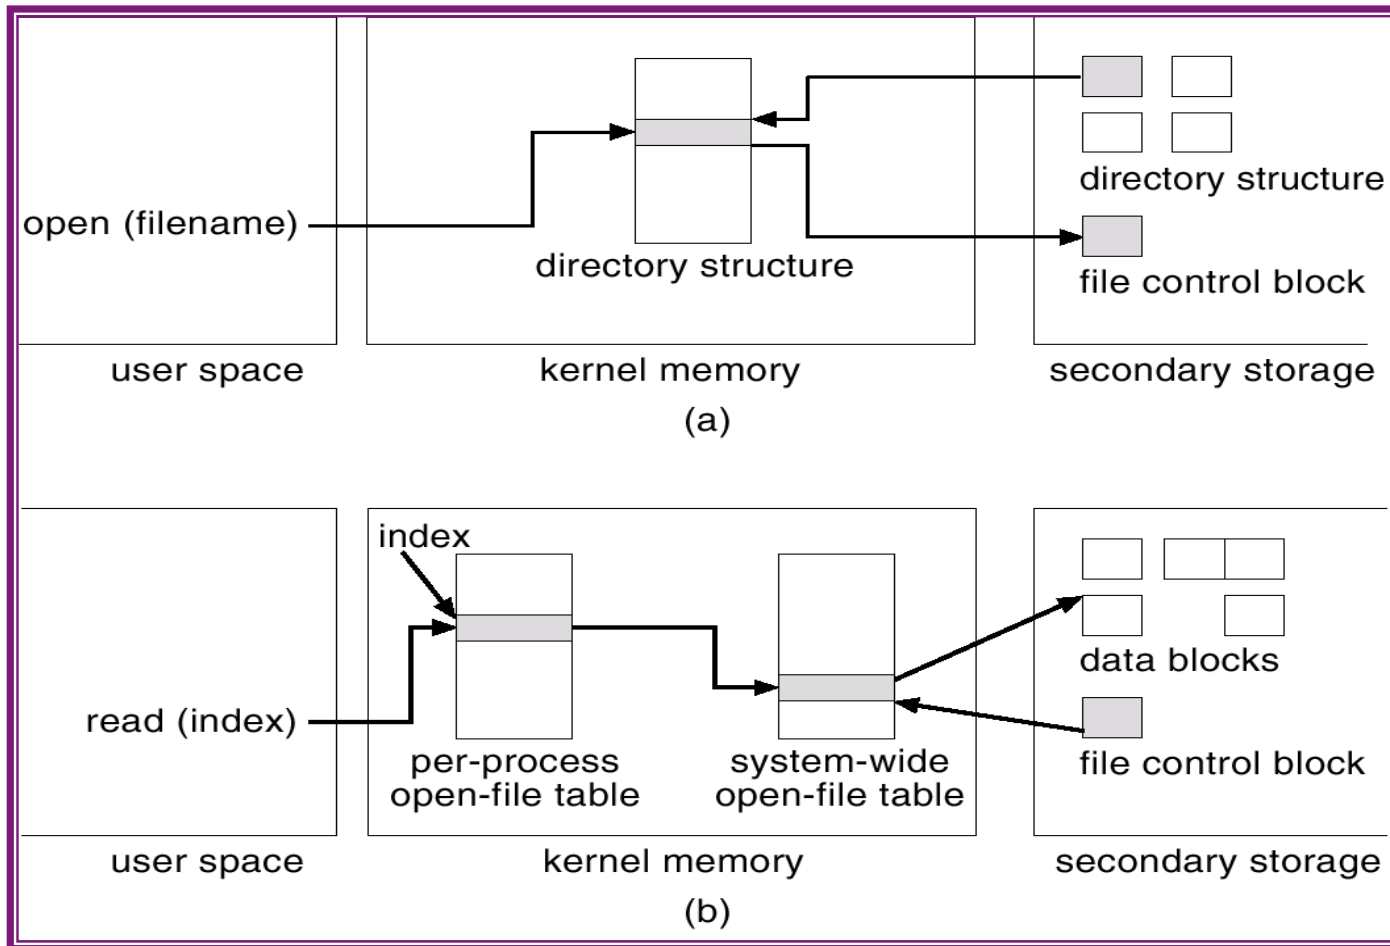 open (filename)
directory structure
directory structure
file control block
user space
kernel memory
secondary storage
(a)
index
read (index)
per-process
open-file table
system-wide
open-file table
data blocks
file control block
user space
kernel memory
secondary storage
(b)